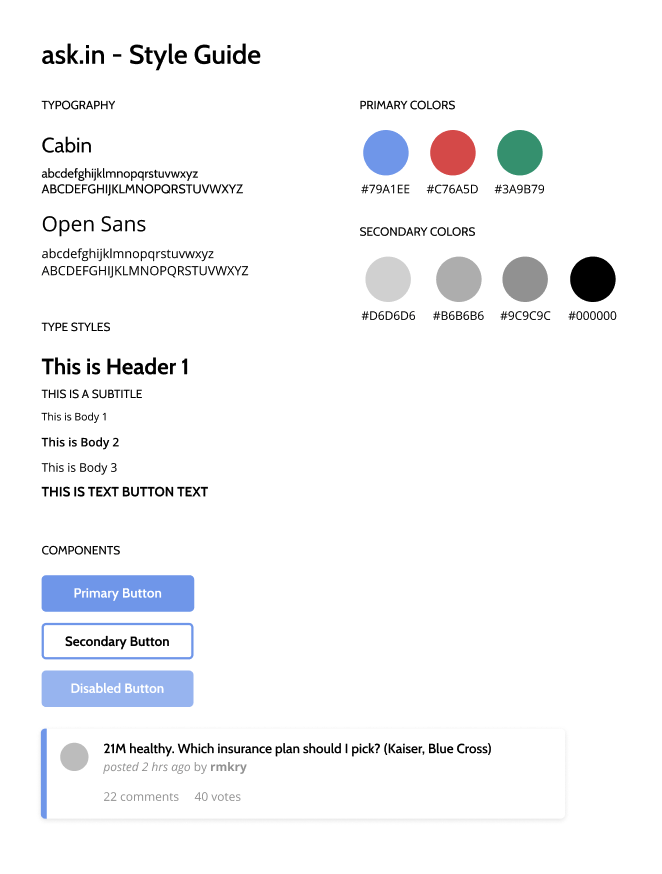 ask.in - Style Guide
TYPOGRAPHY
Cabin
abcdefghijklmnopqrstuvwxyz
ABCDEFGHIJKLMNOPQRSTUVWXYZ
Open Sans
abcdefghijklmnopqrstuvwxyz
ABCDEFGHIJKLMNOPQRSTUVWXYZ
PRIMARY COLORS
#79A1EE #C76A5D #3A9B79
SECONDARY COLORS
#D6D6D6 #B6B6B6 #9C9C9C #000000
TYPE STYLES
This is Header 1
THIS IS A SUBTITLE
This is Body 1
This is Body 2
This is Body 3
THIS IS TEXT BUTTON TEXT
COMPONENTS
Primary Button
Secondary Button
Disabled Button
21M healthy. Which insurance plan should I pick? (Kaiser, Blue Cross)
posted 2 hrs ago by rmkry
22 comments 40 votes